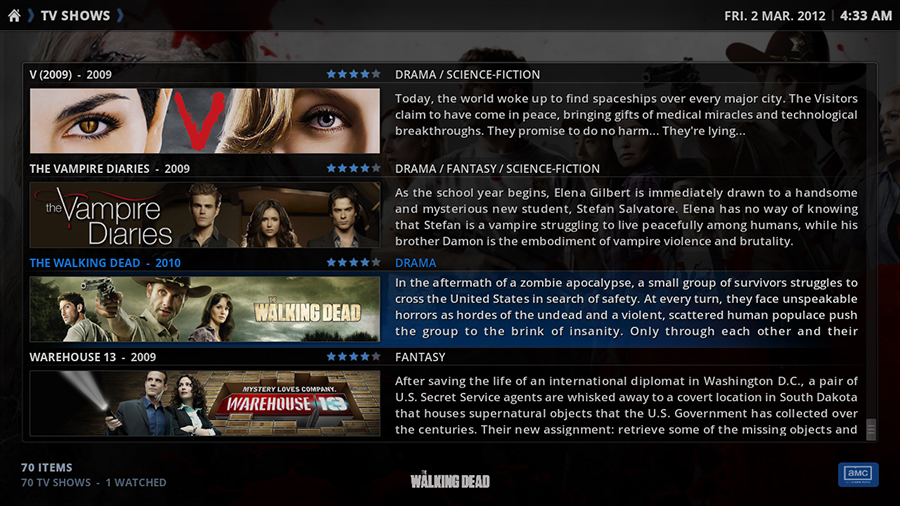 TV SHOWS
FRI. 2 MAR. 2012 | 4:33 AM
V (2009) - 2009
DRAMA / SCIENCE-FICTION
V
Today, the world woke up to find spaceships over every major city. The Visitors
claim to have come in peace, bringing gifts of medical miracles and technological
breakthroughs. They promise to do no harm... They're lying...
THE VAMPIRE DIARIES - 2009
DRAMA / FANTASY / SCIENCE-FICTION
the Vampire
Diaries
As the school year begins, Elena Gilbert is immediately drawn to a handsome
and mysterious new student, Stefan Salvatore. Elena has no way of knowing
that Stefan is a vampire struggling to live peacefully among humans, while his
brother Damon is the embodiment of vampire violence and brutality.
THE WALKING DEAD - 2010
DRAMA
THE
WALKING DEAD
In the aftermath of a zombie apocalypse, a small group of survivors struggles to
cross the United States in search of safety. At every turn, they face unspeakable
horrors as hordes of the undead and a violent, scattered human populace push
the group to the brink of insanity. Only through each other and their
WAREHOUSE 13 - 2009
FANTASY
MYSTERY LOVES COMPANY.
WAREHOUSE 13
After saving the life of an international diplomat in Washington D.C., a pair of
U.S. Secret Service agents are whisked away to a covert location in South Dakota
that houses supernatural objects that the U.S. Government has collected over
the centuries. Their new assignment: retrieve some of the missing objects and
70 ITEMS
70 TV SHOWS - 1 WATCHED
THE
WALKING DEAD
amc